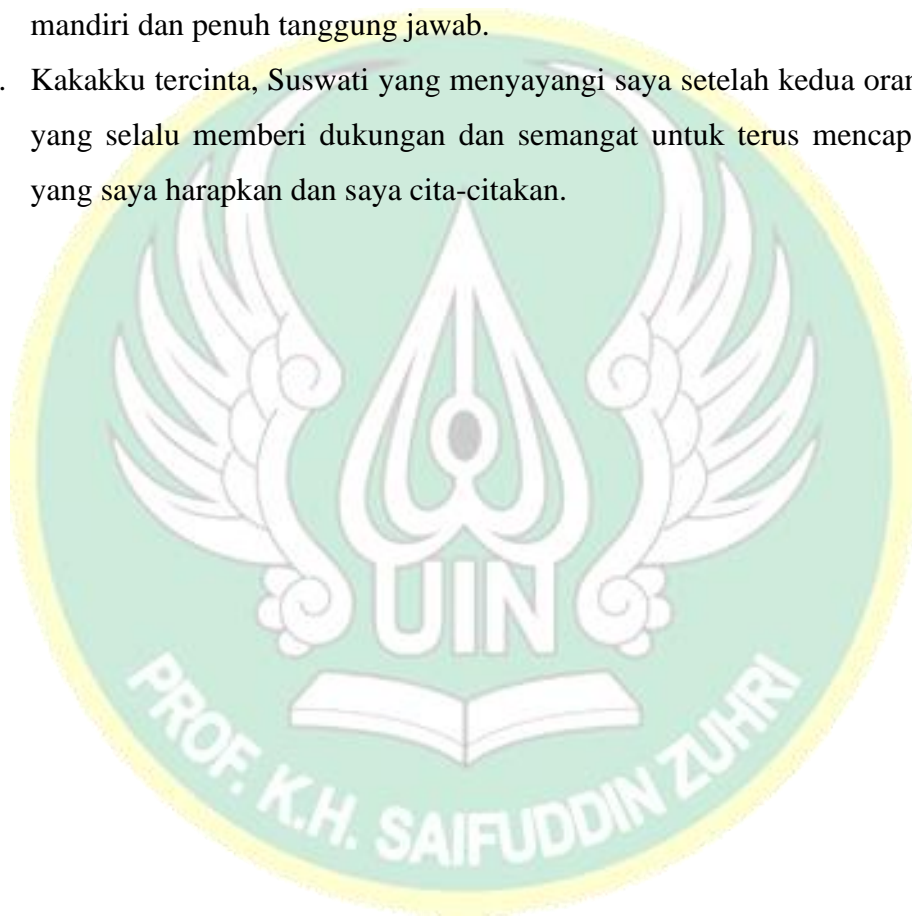 mandiri dan penuh tanggung jawab.
. Kakakku tercinta, Suswati yang menyayangi saya setelah kedua oran
yang selalu memberi dukungan dan semangat untuk terus mencap
yang saya harapkan dan saya cita-citakan.
UIN
PROF. K.H. SAIFUDDIN ZUHRI